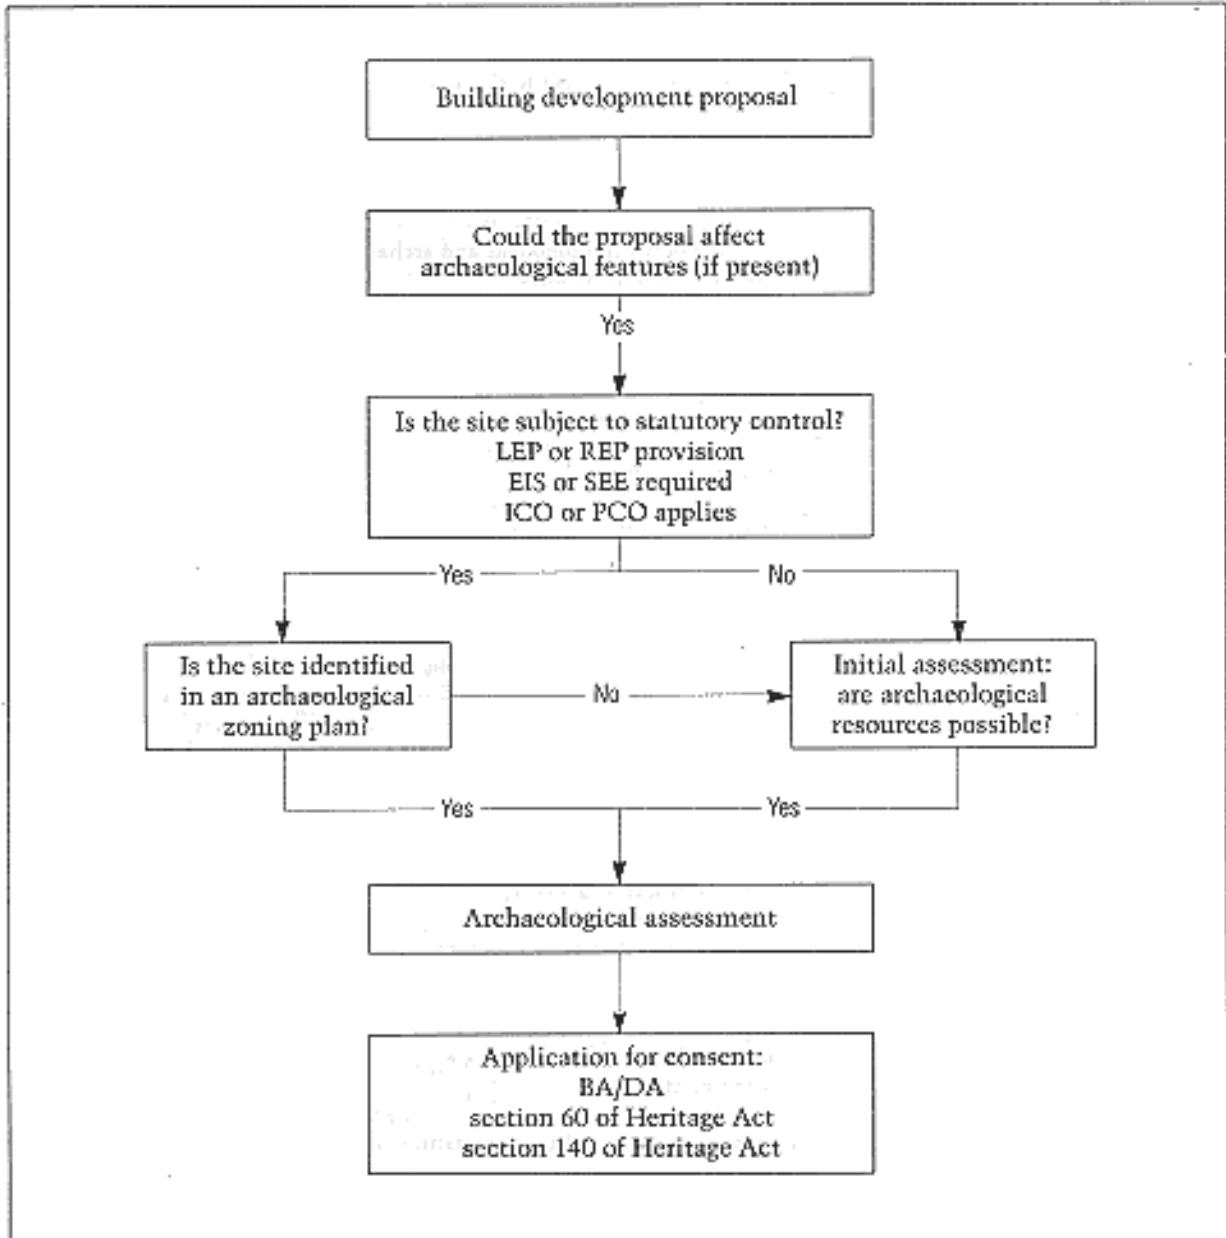 Building development proposal
Could the proposal affect
archaeological features (if present)
Yes
Is the site subject to statutory control?
LEP or REP provision
EIS or SEE required
ICO or PCO applies
Yes
No
Is the site identified
in an archaeological
zoning plan?
No
Initial assessment:
are archaeological
resources possible?
Yes
Yes
Archaeological assessment
Application for consent:
BA/DA
section 60 of Heritage Act
section 140 of Heritage Act